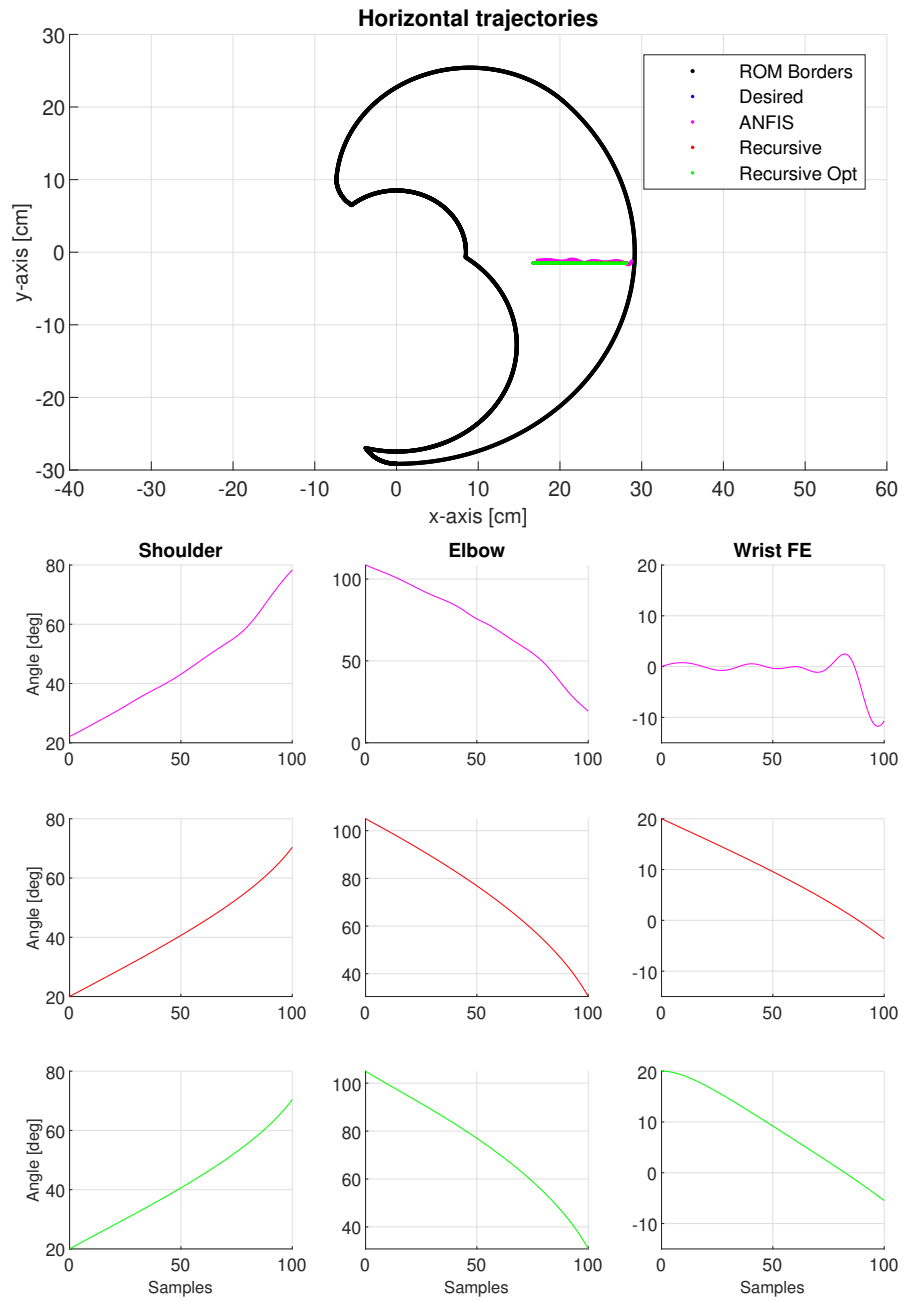 Horizontal trajectories
30
20
10
0
-10
-20
-30
y-axis [cm]
-40 -30 -20 -10 0 10 20 30 40 50 60
x-axis [cm]
ROM Borders
Desired
ANFIS
Recursive
Recursive Opt
Shoulder
80
60
40
20
Angle [deg]
0 50 100
Elbow
100
50
0
0 50 100
Wrist FE
20
10
0
-10
0 50 100
80
60
40
20
Angle [deg]
0 50 100
100
80
60
40
0 50 100
20
10
0
-10
0 50 100
80
60
40
20
Angle [deg]
0 50 100
Samples
100
80
60
40
0 50 100
Samples
20
10
0
-10
0 50 100
Samples